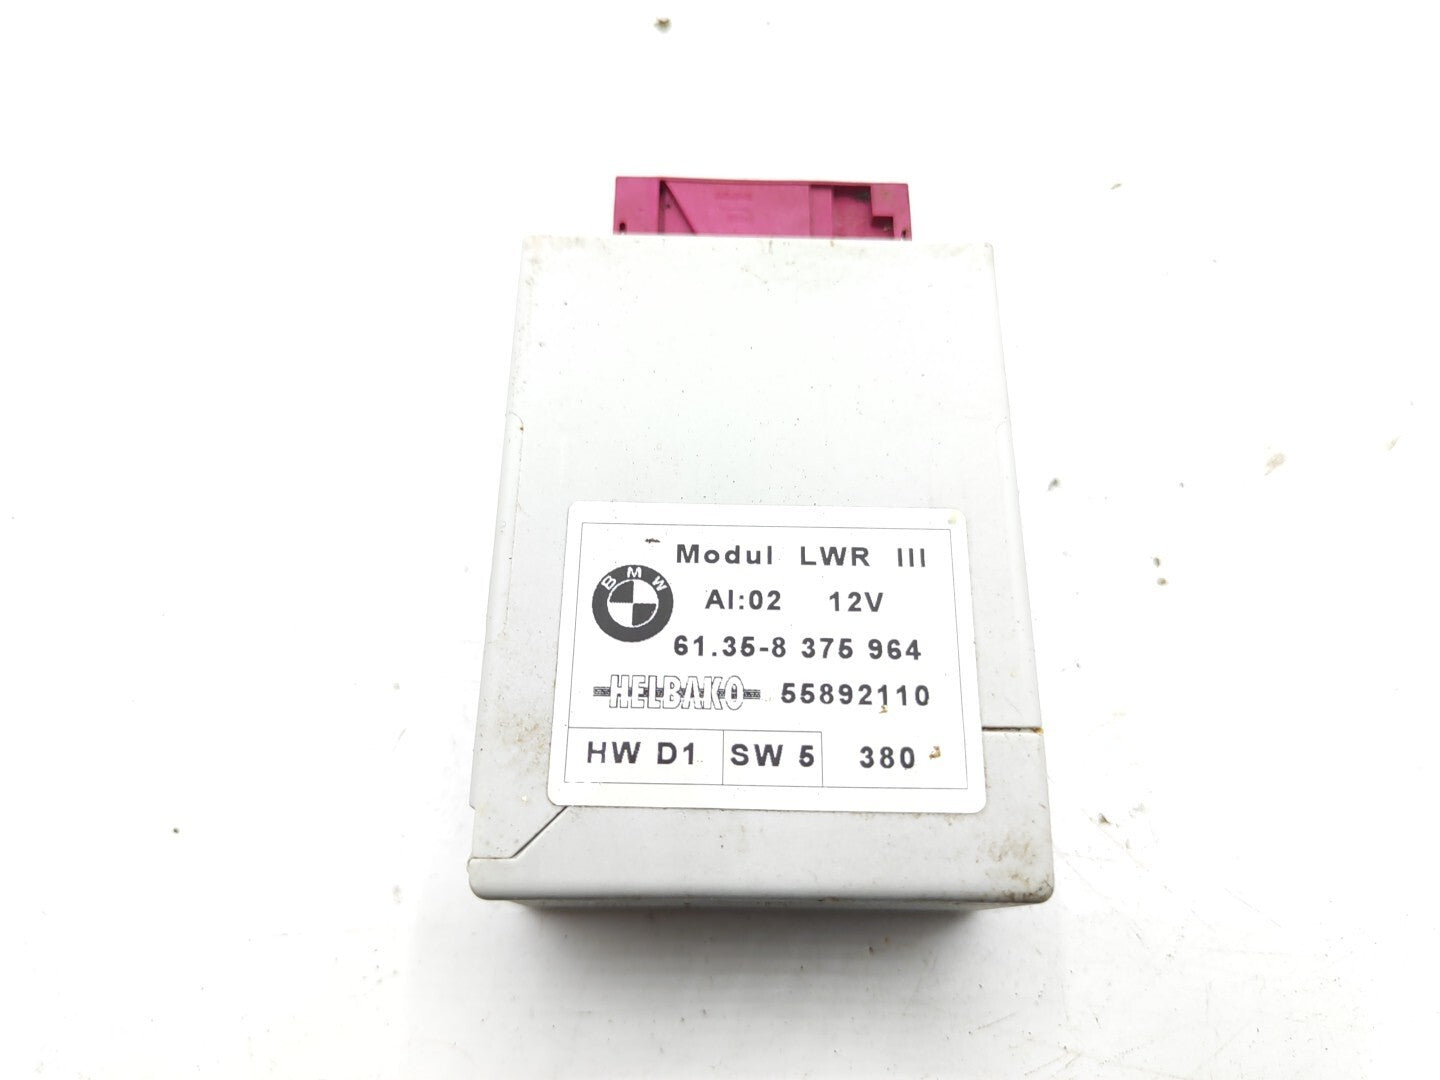 Modul LWR III
BMW
AI:02 12V
61.35-8 375 964
HELBAKO 55892110
HW D1 SW 5 380